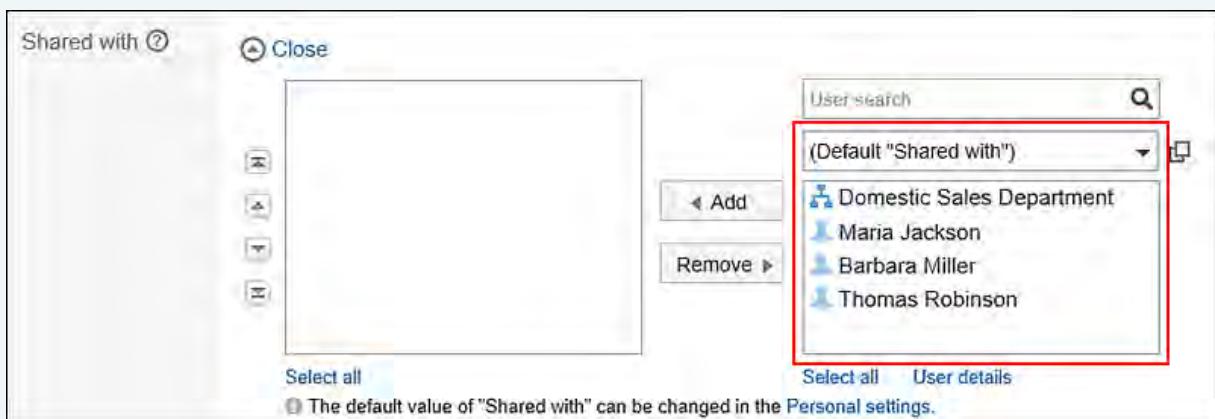 Shared with
Close
User search
(Default "Shared with")
Add
Domestic Sales Department
Maria Jackson
Remove
Barbara Miller
Thomas Robinson
Select all
Select all User details
The default value of "Shared with" can be changed in the Personal settings.